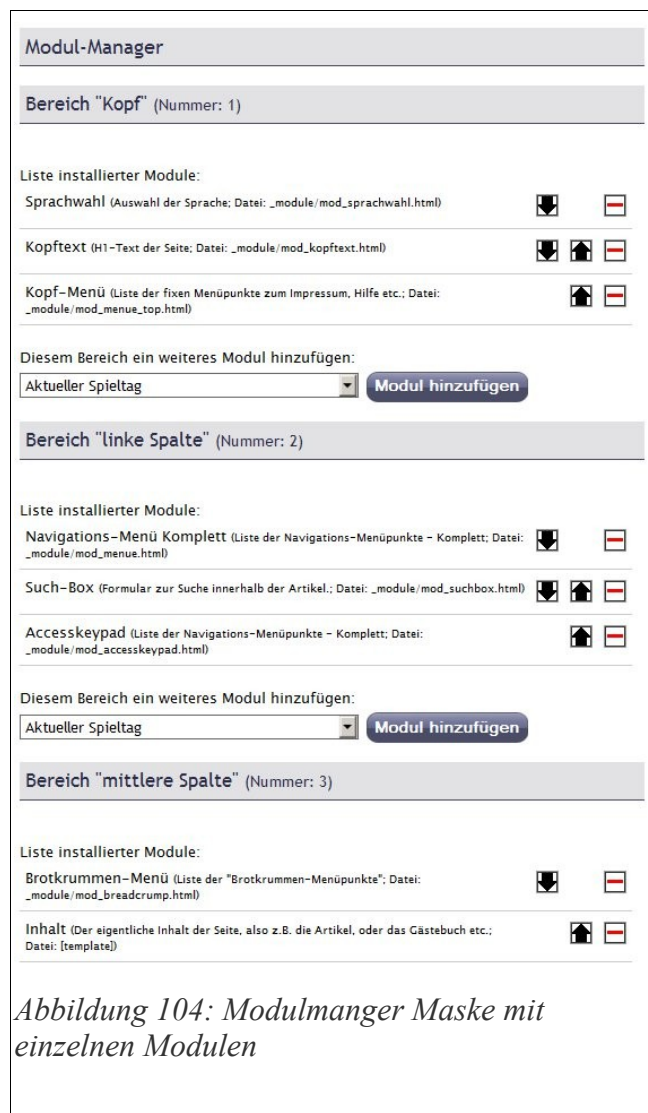 Modul-Manager
Bereich "Kopf" (Nummer: 1)
Liste installierter Module:
Sprachwahl (Auswahl der Sprache; Datei: _module/mod_sprachwahl.html)
Kopftext (H1-Text der Seite; Datei: _module/mod_kopftext.html)
Kopf-Menü (Liste der fixen Menüpunkte zum Impressum, Hilfe etc.; Datei:
_module/mod_menue_top.html)
Diesem Bereich ein weiteres Modul hinzufügen:
Aktueller Spieltag Modul hinzufügen
Bereich "linke Spalte" (Nummer: 2)
Liste installierter Module:
Navigations-Menü Komplett (Liste der Navigations-Menüpunkte - Komplett; Datei:
_module/mod_menue.html)
Such-Box (Formular zur Suche innerhalb der Artikel.; Datei: _module/mod_suchbox.html)
Accesskeypad (Liste der Navigations-Menüpunkte - Komplett; Datei:
_module/mod_accesskeypad.html)
Diesem Bereich ein weiteres Modul hinzufügen:
Aktueller Spieltag Modul hinzufügen
Bereich "mittlere Spalte" (Nummer: 3)
Liste installierter Module:
Brotkrummen-Menü (Liste der "Brotkrummen-Menüpunkte"; Datei:
_module/mod_breadcrump.html)
Inhalt (Der eigentliche Inhalt der Seite, also z.B. die Artikel, oder das Gästebuch etc.;
Datei: [template])
Abbildung 104: Modulmanger Maske mit
einzelnen Modulen